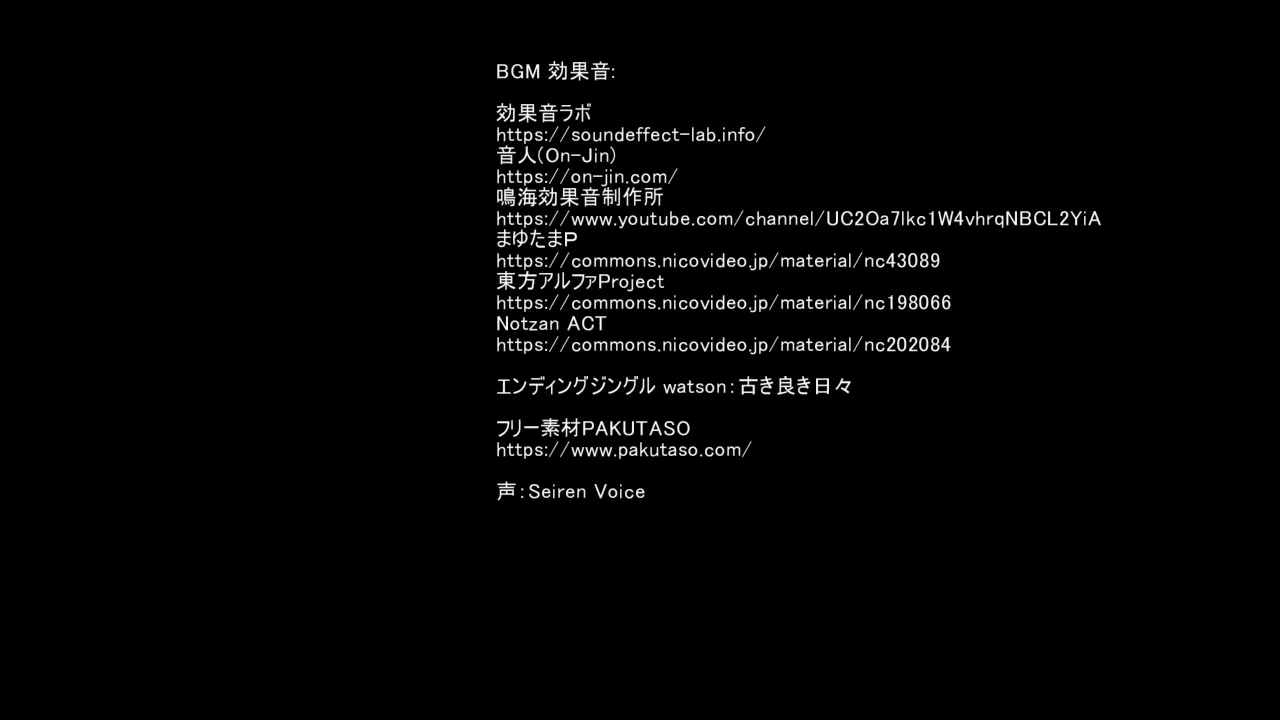 BGM 効果音:
効果音ラボ
https://soundeffect-lab.info/
音人(On-Jin)
https://on-jin.com/
鳴海効果音制作所
https://www.youtube.com/channel/UC2Oa7lkc1W4vhrqNBCL2YiA
まゆたまP
https://commons.nicovideo.jp/material/nc43089
東方アルファProject
https://commons.nicovideo.jp/material/nc198066
Notzan ACT
https://commons.nicovideo.jp/material/nc202084
エンディングジングル watson:古き良き日々
フリー素材PAKUTASO
https://www.pakutaso.com/
声:Seiren Voice